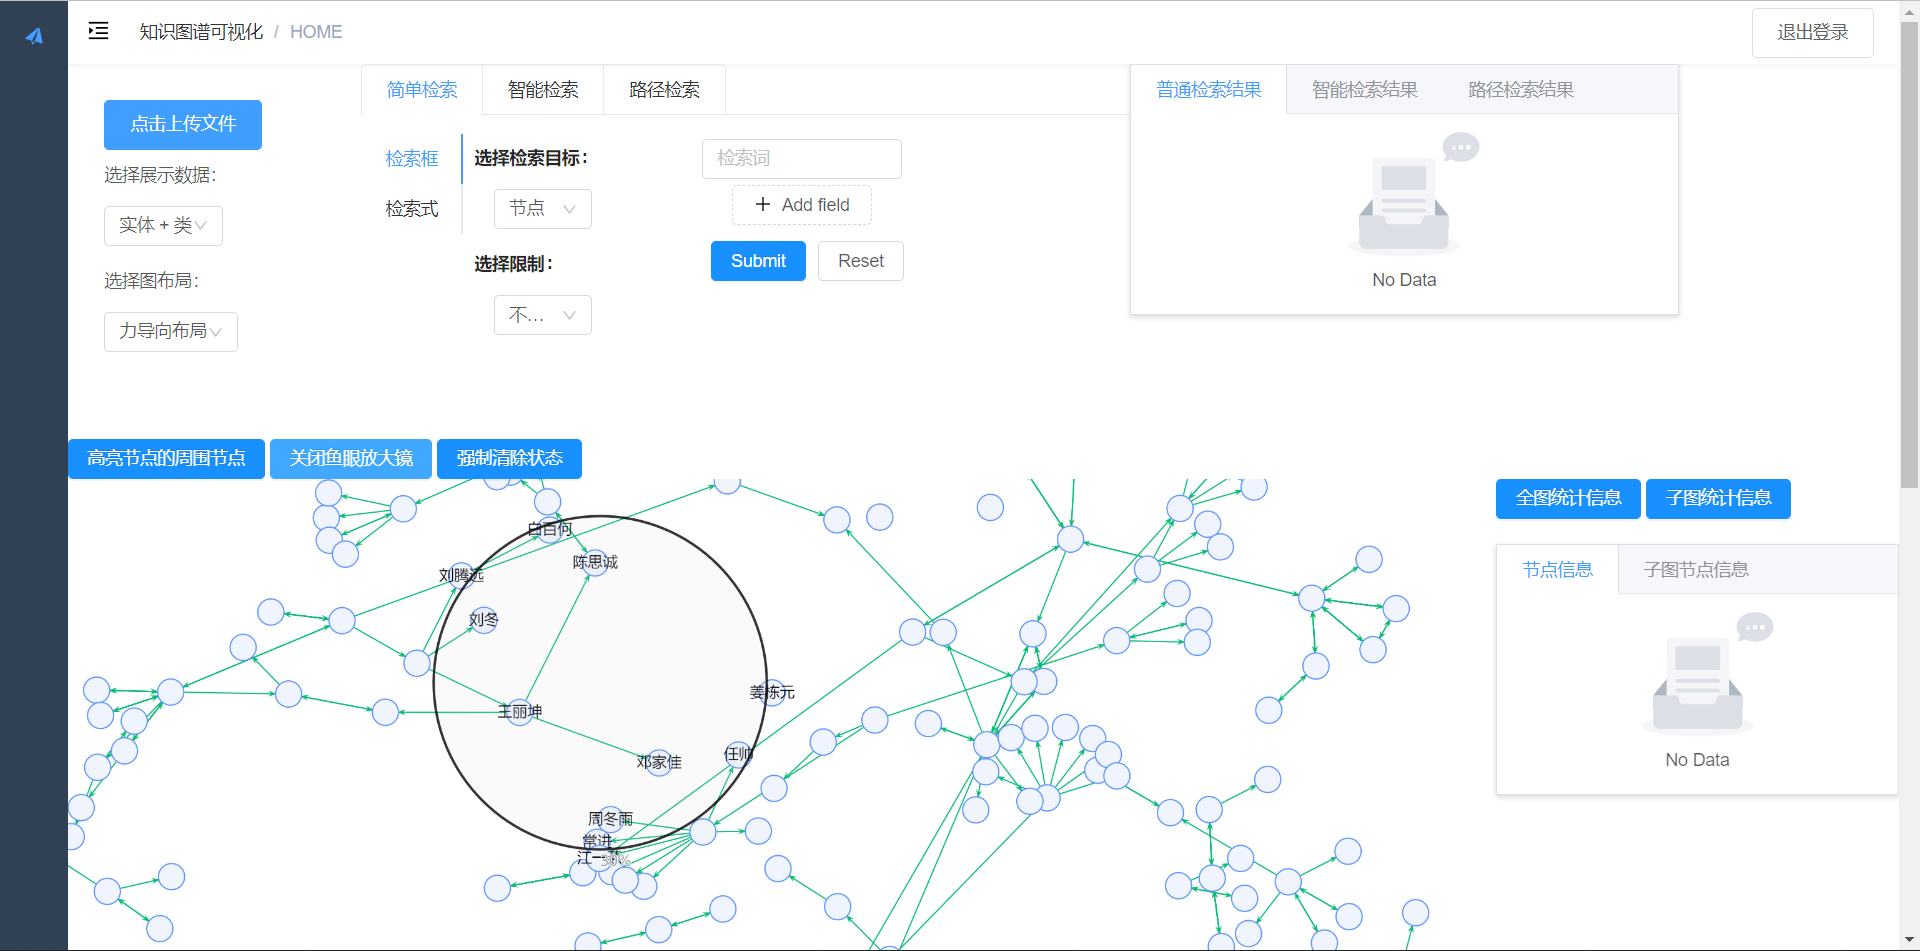 知识图谱可视化 / HOME
退出登录
点击上传文件
选择展示数据：
实体 + 类
选择图布局：
力导向布局
简单检索 智能检索 路径检索
检索框
检索式
选择检索目标：
节点
选择限制：
不...
检索词
+ Add field
Submit Reset
普通检索结果 智能检索结果 路径检索结果
No Data
高亮节点的周围节点 关闭鱼眼放大镜 强制清除状态
全图统计信息 子图统计信息
节点信息 子图节点信息
No Data
白百何
陈思诚
刘腾远
刘冬
姜栋元
王丽坤
任帅
邓家佳
周冬雨
常进
江一
30%